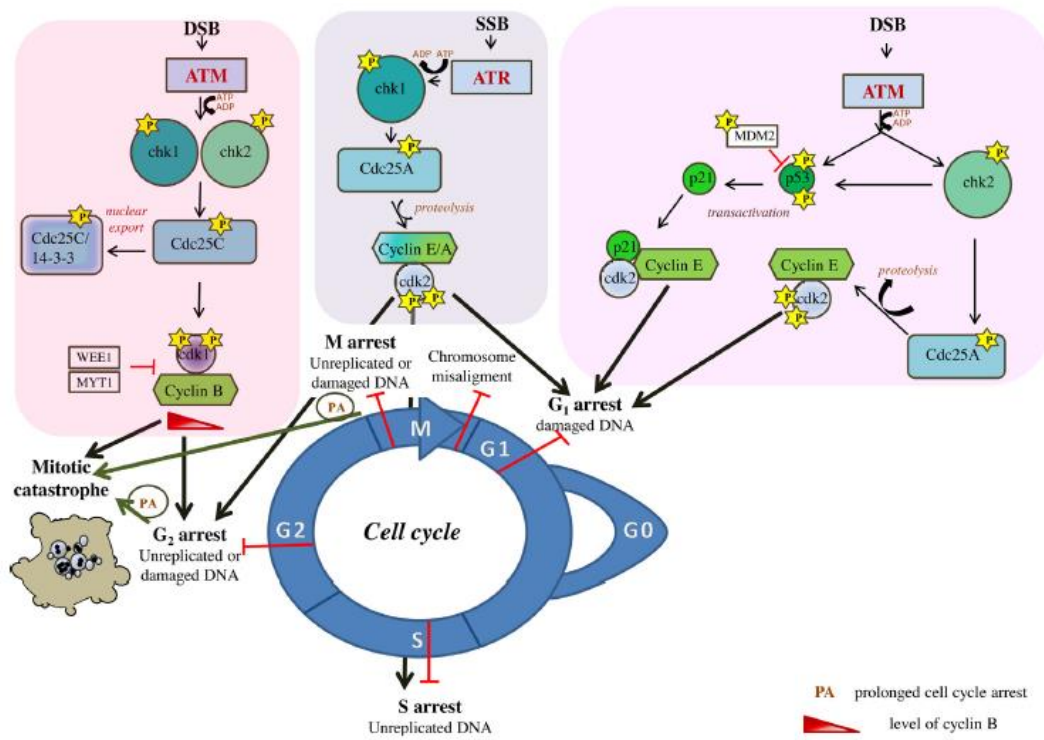 DSB
ATM
ATP
ADP
P
P
chk1
chk2
nuclear
export
P
P
Cdc25C/
14-3-3
Cdc25C
P
P
cdk1
WEE1
MYT1
Cyclin B
Mitotic
catastrophe
PA
G2 arrest
Unreplicated or
damaged DNA
SSB
ADP ATP
P
chk1
ATR
P
Cdc25A
proteolysis
Cyclin E/A
cdk2
P
P
M arrest
Unreplicated or
damaged DNA
PA
Chromosome
misaligment
DSB
ATM
ATP
ADP
P
MDM2
P
p53
P
p21
transactivation
P
chk2
p21
cdk2
Cyclin E
Cyclin E
P
cdk2
P
proteolysis
P
Cdc25A
G1 arrest
damaged DNA
M
G1
G2
Cell cycle
G0
S
S arrest
Unreplicated DNA
PA prolonged cell cycle arrest
level of cyclin B